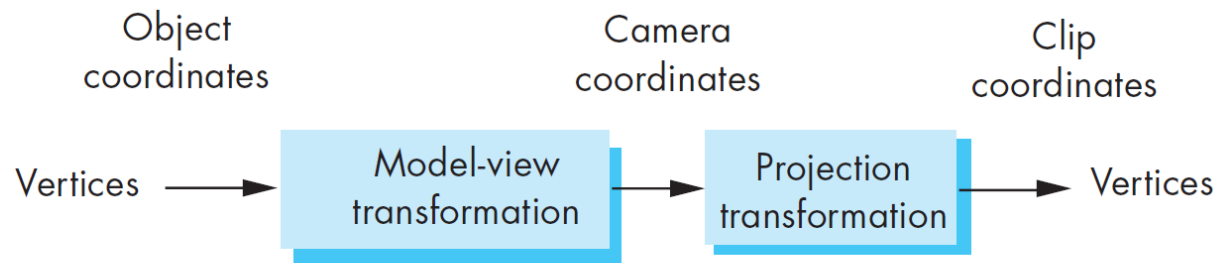 Object
coordinates
Camera
coordinates
Clip
coordinates
Vertices
Model-view
transformation
Projection
transformation
Vertices